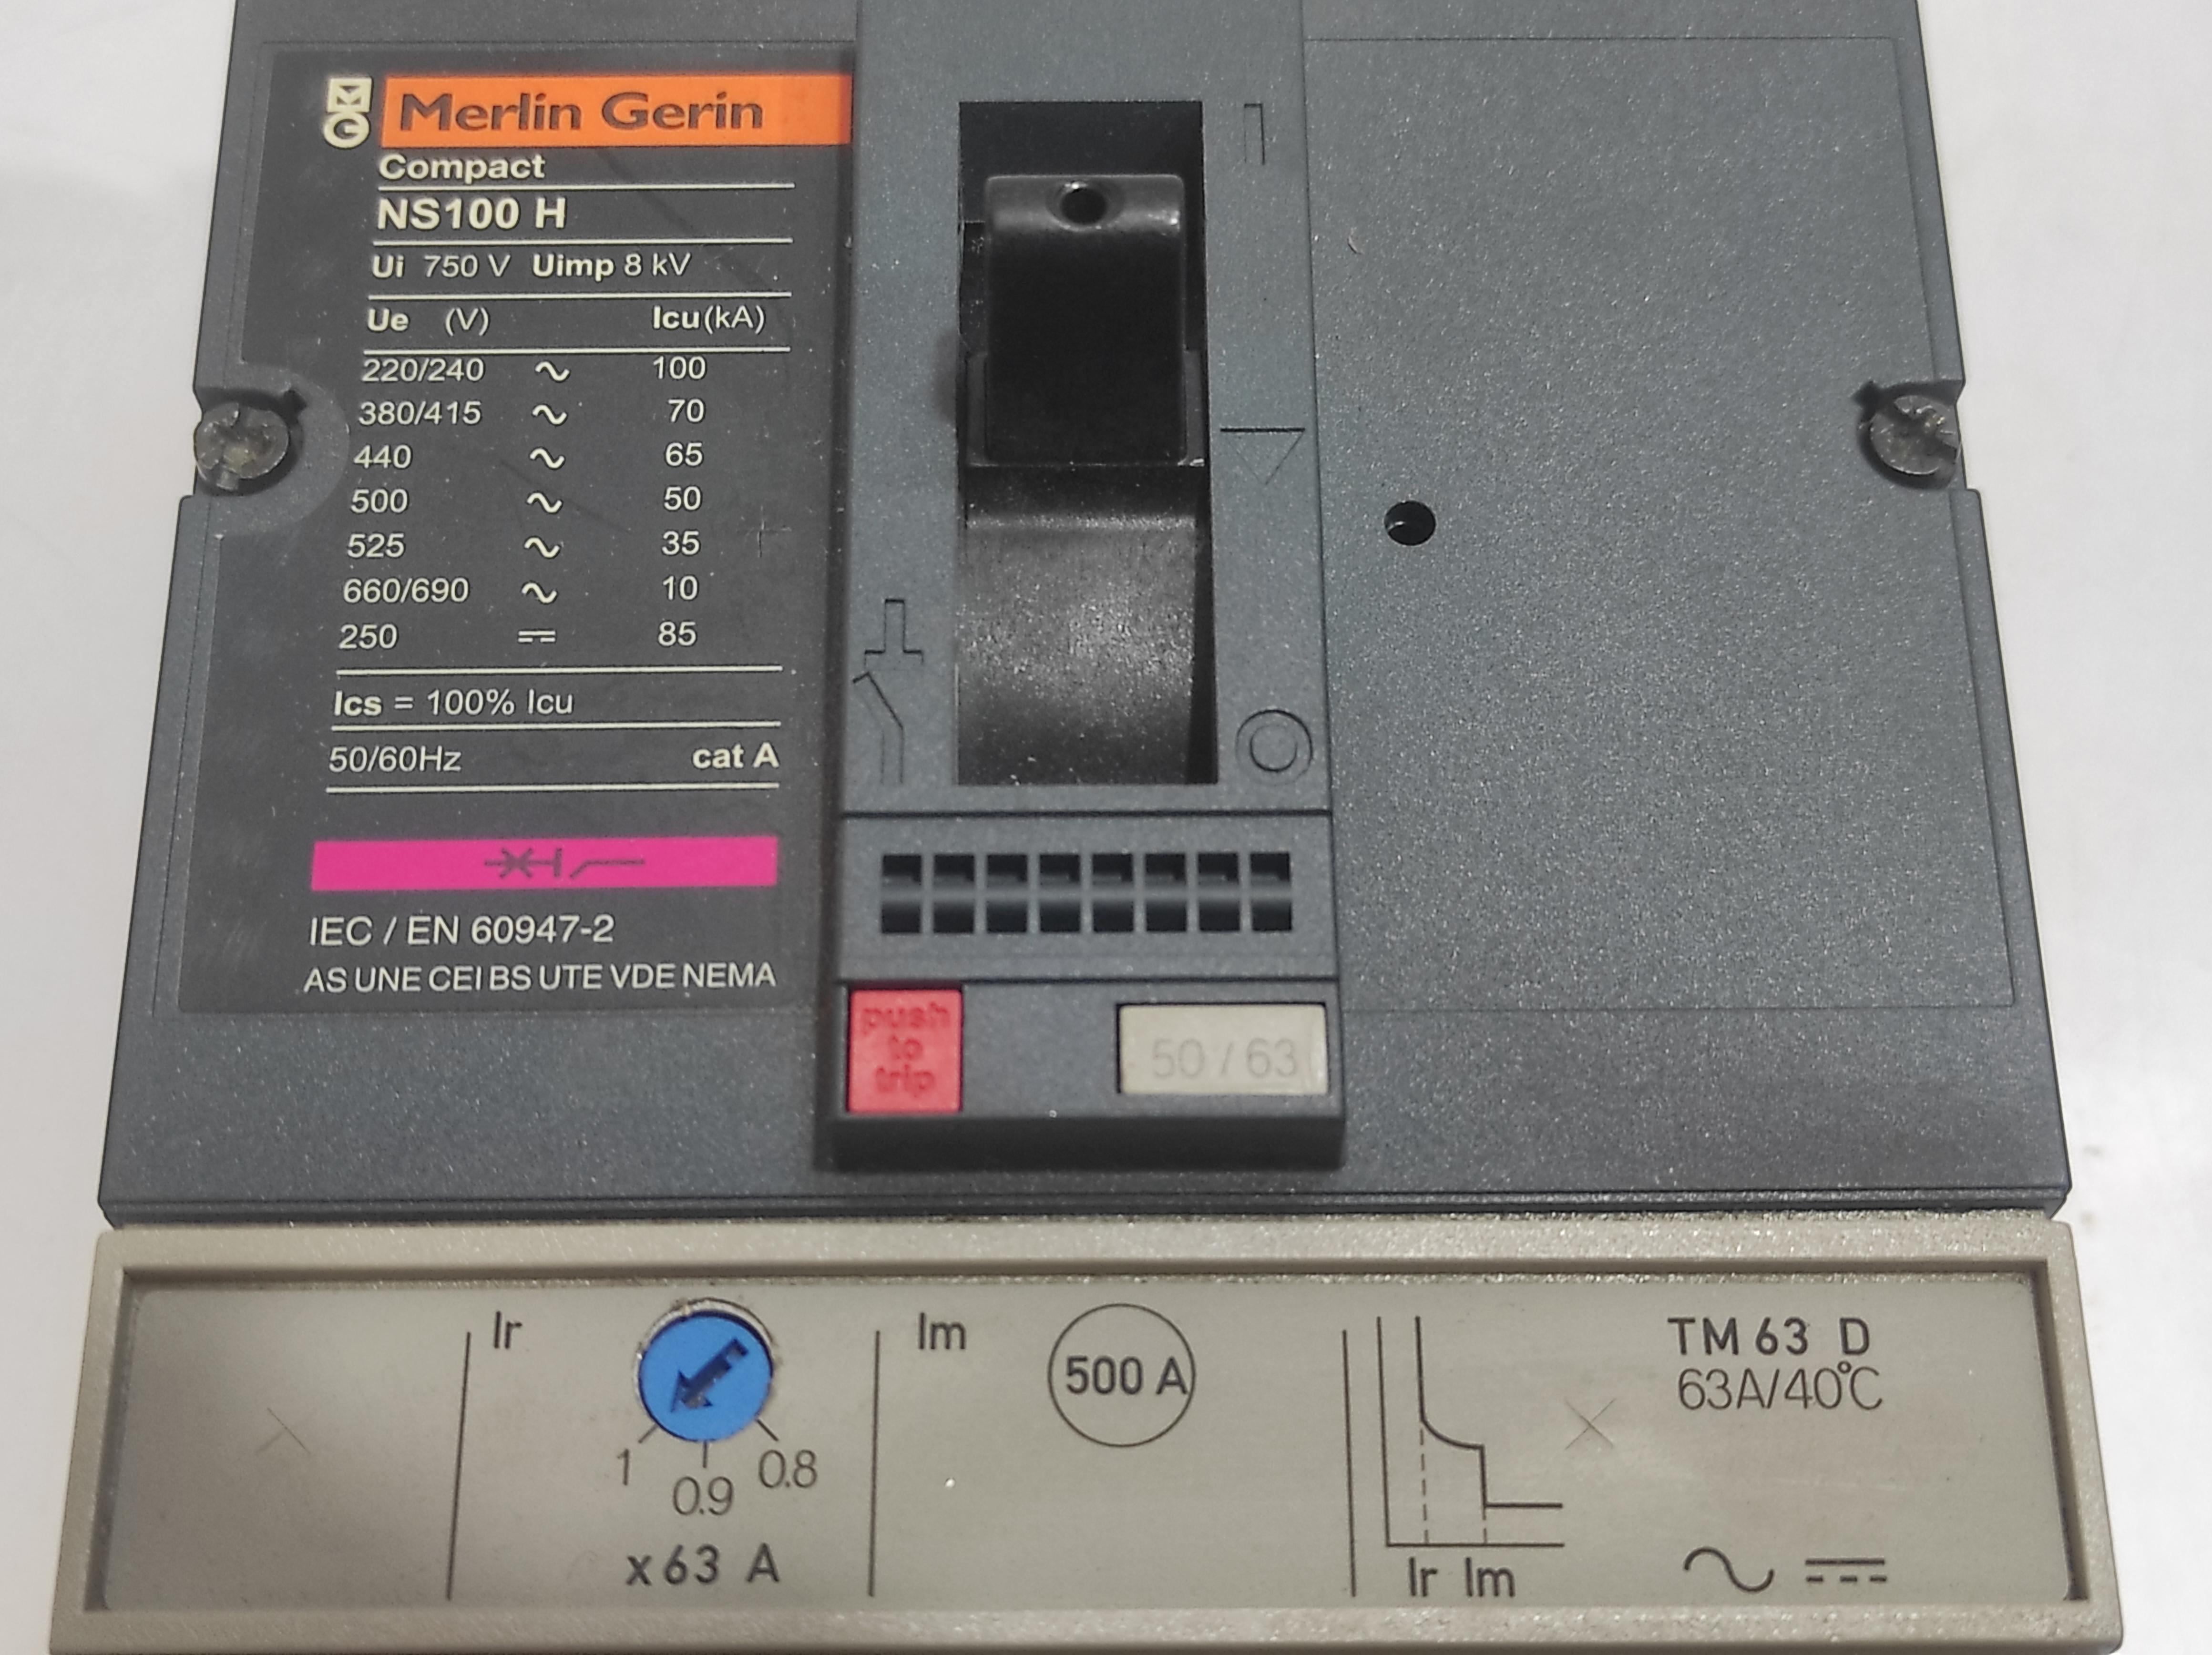 MG Merlin Gerin
Compact
NS100 H
Ui 750 V Uimp 8 kV
Ue (V) Icu(kA)
220/240 ~ 100
380/415 ~ 70
440 ~ 65
500 ~ 50
525 ~ 35
660/690 ~ 10
250 ⎓ 85
Ics = 100% Icu
50/60Hz cat A
IEC / EN 60947-2
AS UNE CEI BS UTE VDE NEMA
push
to
trip
50 / 63
Ir
1
0.9
0.8
x63 A
Im
500 A
Ir Im
TM 63 D
63A/40°C